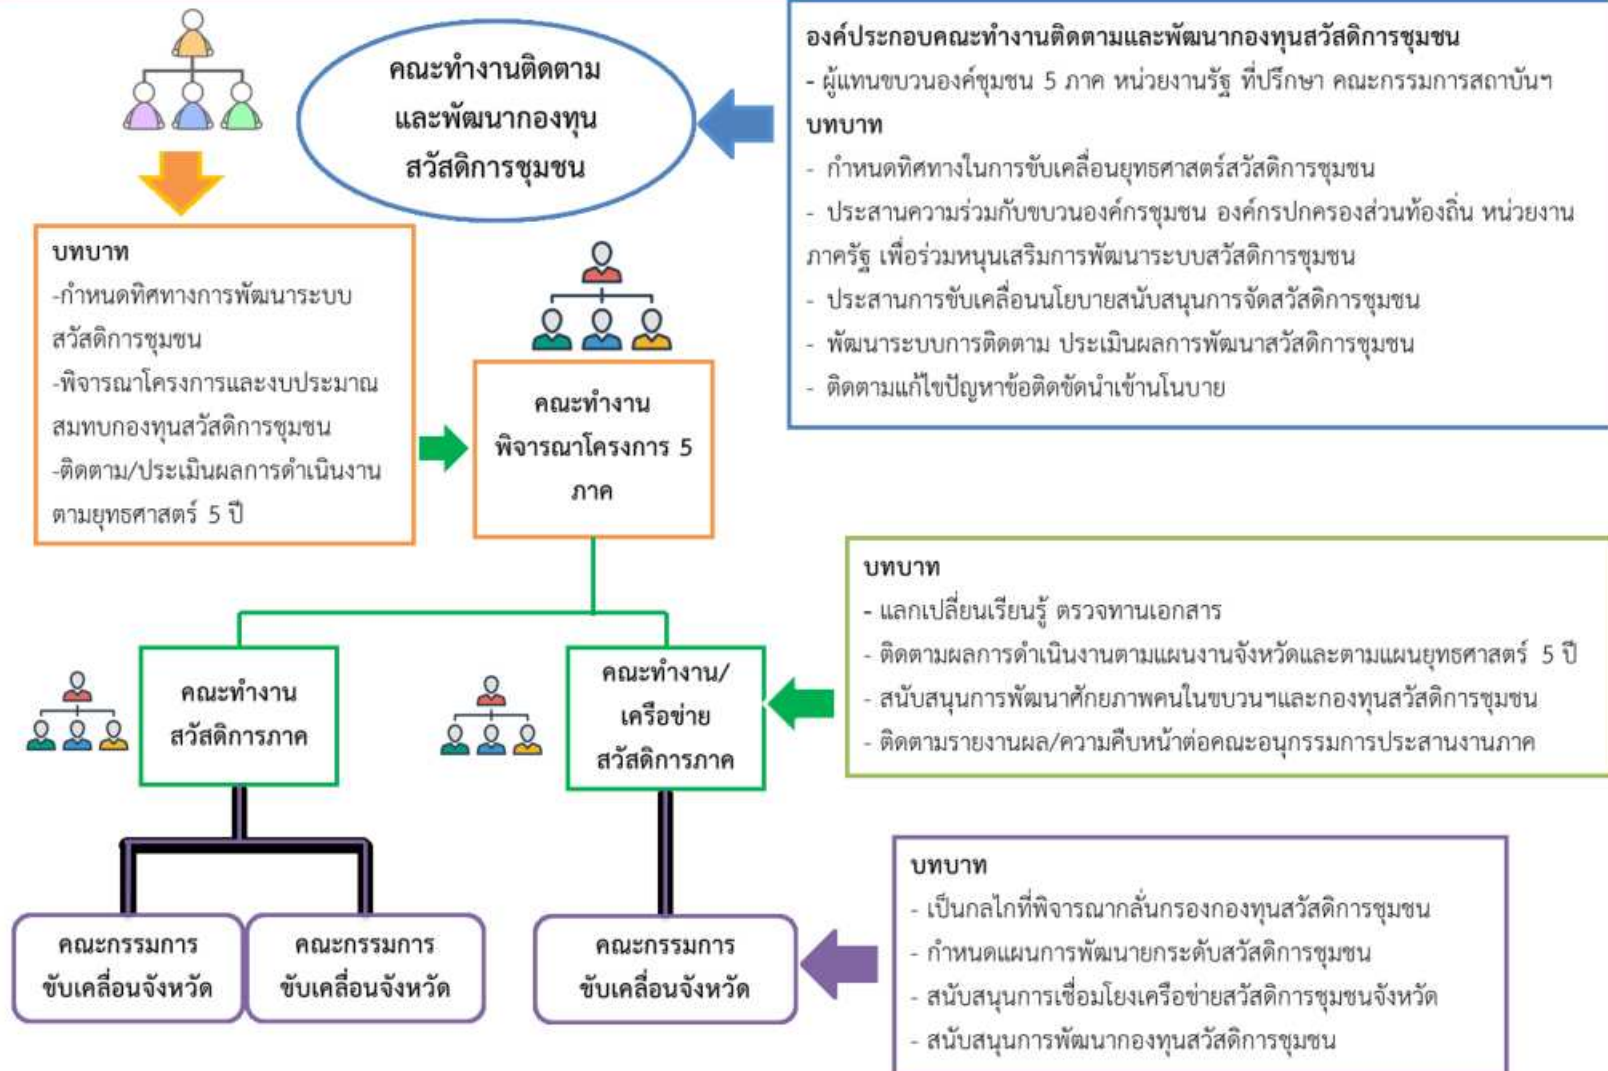 คณะทำงานติดตาม
และพัฒนากองทุน
สวัสดิการชุมชน
องค์ประกอบคณะทำงานติดตามและพัฒนากองทุนสวัสดิการชุมชน
- ผู้แทนขบวนองค์ชุมชน 5 ภาค หน่วยงานรัฐ ที่ปรึกษา คณะกรรมการสถาบันฯ
บทบาท
- กำหนดทิศทางในการขับเคลื่อนยุทธศาสตร์สวัสดิการชุมชน
- ประสานความร่วมกับขบวนองค์กรชุมชน องค์กรปกครองส่วนท้องถิ่น หน่วยงาน
ภาครัฐ เพื่อร่วมหนุนเสริมการพัฒนาระบบสวัสดิการชุมชน
- ประสานการขับเคลื่อนนโยบายสนับสนุนการจัดสวัสดิการชุมชน
- พัฒนาระบบการติดตาม ประเมินผลการพัฒนาสวัสดิการชุมชน
- ติดตามแก้ไขปัญหาข้อติดขัดนำเข้านโนบาย
บทบาท
-กำหนดทิศทางการพัฒนาระบบ
สวัสดิการชุมชน
-พิจารณาโครงการและงบประมาณ
สมทบกองทุนสวัสดิการชุมชน
-ติดตาม/ประเมินผลการดำเนินงาน
ตามยุทธศาสตร์ 5 ปี
คณะทำงาน
พิจารณาโครงการ 5
ภาค
คณะทำงาน
สวัสดิการภาค
คณะทำงาน/
เครือข่าย
สวัสดิการภาค
บทบาท
- แลกเปลี่ยนเรียนรู้ ตรวจทานเอกสาร
- ติดตามผลการดำเนินงานตามแผนงานจังหวัดและตามแผนยุทธศาสตร์ 5 ปี
- สนับสนุนการพัฒนาศักยภาพคนในขบวนฯและกองทุนสวัสดิการชุมชน
- ติดตามรายงานผล/ความคืบหน้าต่อคณะอนุกรรมการประสานงานภาค
คณะกรรมการ
ขับเคลื่อนจังหวัด
คณะกรรมการ
ขับเคลื่อนจังหวัด
คณะกรรมการ
ขับเคลื่อนจังหวัด
บทบาท
- เป็นกลไกที่พิจารณากลั่นกรองกองทุนสวัสดิการชุมชน
- กำหนดแผนการพัฒนายกระดับสวัสดิการชุมชน
- สนับสนุนการเชื่อมโยงเครือข่ายสวัสดิการชุมชนจังหวัด
- สนับสนุนการพัฒนากองทุนสวัสดิการชุมชน